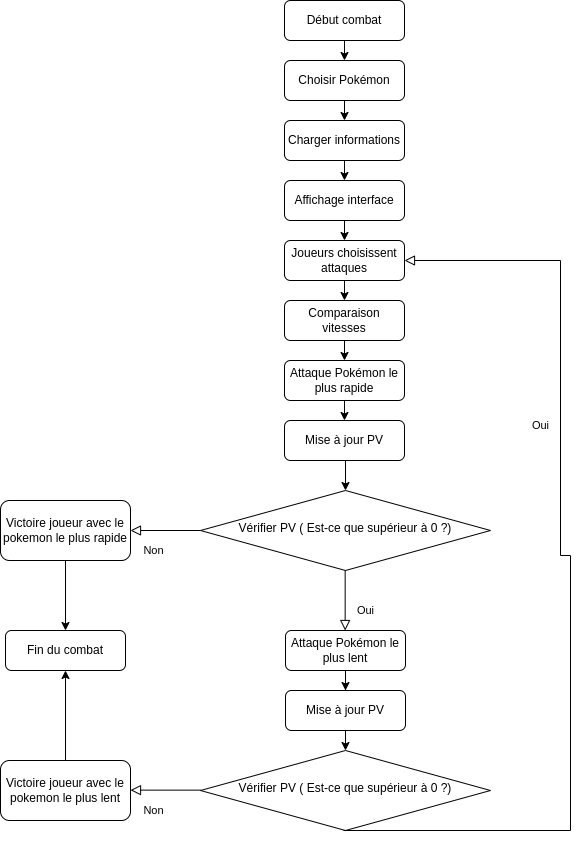 Début combat
Choisir Pokémon
Charger informations
Affichage interface
Joueurs choisissent
attaques
Comparaison
vitesses
Attaque Pokémon le
plus rapide
Oui
Mise à jour PV
Victoire joueur avec le
pokemon le plus rapide
Vérifier PV ( Est-ce que supérieur à 0 ?)
Non
Oui
Fin du combat
Attaque Pokémon le
plus lent
Mise à jour PV
Victoire joueur avec le
pokemon le plus lent
Vérifier PV ( Est-ce que supérieur à 0 ?)
Non